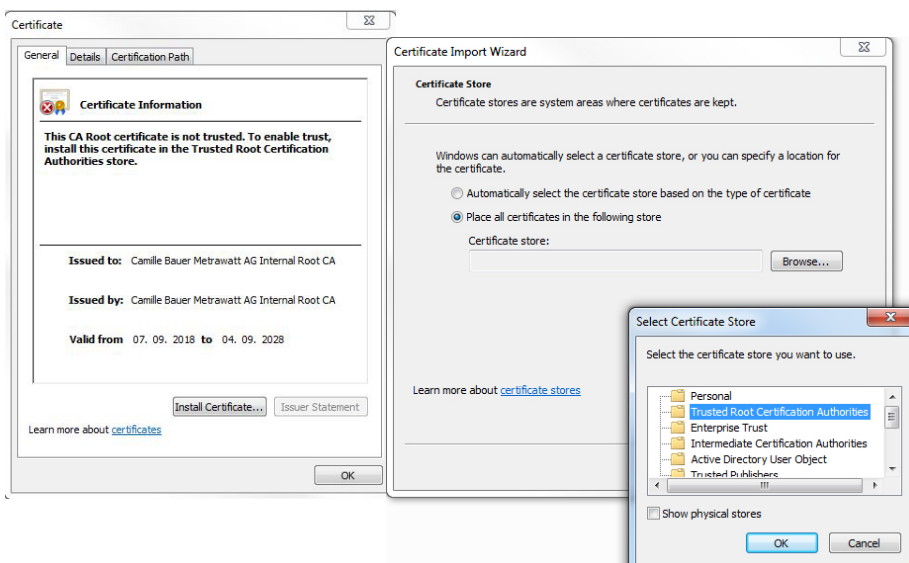 Certificate
General
Details
Certification Path
Certificate Information
This CA Root certificate is not trusted. To enable trust,
install this certificate in the Trusted Root Certification
Authorities store.
Issued to: Camille Bauer Metrawatt AG Internal Root CA
Issued by: Camille Bauer Metrawatt AG Internal Root CA
Valid from 07. 09. 2018 to 04. 09. 2028
Install Certificate...
Issuer Statement
Learn more about certificates
OK
Certificate Import Wizard
Certificate Store
Certificate stores are system areas where certificates are kept.
Windows can automatically select a certificate store, or you can specify a location for
the certificate.
Automatically select the certificate store based on the type of certificate
Place all certificates in the following store
Certificate store:
Browse...
Learn more about certificate stores
Select Certificate Store
Select the certificate store you want to use.
Personal
Trusted Root Certification Authorities
Enterprise Trust
Intermediate Certification Authorities
Active Directory User Object
Trusted Publishers
Show physical stores
OK
Cancel